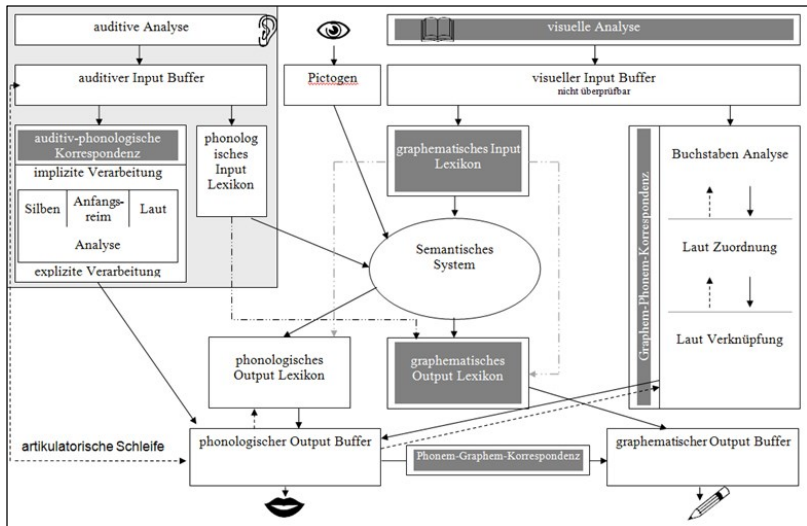 auditive Analyse
visuelle Analyse
auditiver Input Buffer
Pictogen
visueller Input Buffer
nicht überprüfbar
auditiv-phonologische
Korrespondenz
implizite Verarbeitung
Silben
Anfangs-
reim
Laut
Analyse
explizite Verarbeitung
phonolog
isches
Input
Lexikon
graphematisches Input
Lexikon
Graphem-Phonem-Korrespondenz
Buchstaben Analyse
Laut Zuordnung
Laut Verknüpfung
Semantisches
System
phonologisches
Output Lexikon
graphematisches
Output Lexikon
artikulatorische Schleife
phonologischer Output Buffer
Phonem-Graphem-Korrespondenz
graphematischer Output Buffer